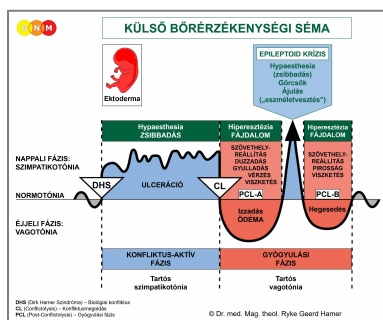 GNM
KÜLSŐ BŐRÉRZÉKENYSÉGI SÉMA
EPILEPTOID KRÍZIS
Hypaesthesia
(zsibbadás)
Görcsök
Ájulás
(„eszméletvesztés")
Ektoderma
Hypaesthesia
ZSIBBADÁS
Hiperesztézia
FÁJDALOM
Hiperesztézia
FÁJDALOM
SZÖVETHELY-
REÁLLÍTÁS
DUZZADÁS
GYULLADÁS
VÉRZÉS
VISZKETÉS
SZÖVETHELY-
REÁLLÍTÁS
PIROSSÁG
VISZKETÉS
NAPPALI FÁZIS:
SZIMPATIKOTÓNIA
DHS
ULCERÁCIÓ
CL
PCL-A
PCL-B
NORMOTÓNIA
Izzadás
ÖDÉMA
Hegesedés
ÉJJELI FÁZIS:
VAGOTÓNIA
KONFLIKTUS-AKTÍV
FÁZIS
GYÓGYULÁSI
FÁZIS
Tartós
szimpatikotónia
Tartós
vagotónia
DHS (Dirk Hamer Szindróma) – Biológiai konfliktus
CL (Conflictolysis) – Konfliktusmegoldás
PCL (Post-Conflictolysis) – Gyógyulási fázis
© Dr. med. Mag. theol. Ryke Geerd Hamer